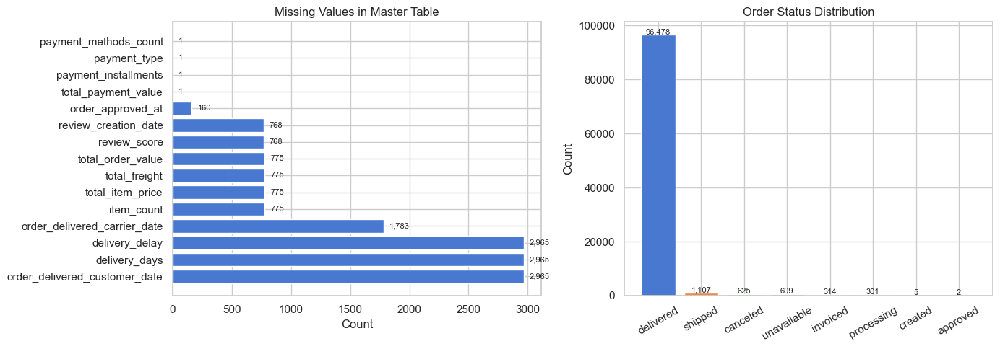 Missing Values in Master Table
payment_methods_count 1
payment_type 1
payment_installments 1
total_payment_value 1
order_approved_at 160
review_creation_date 768
review_score 768
total_order_value 775
total_freight 775
total_item_price 775
item_count 775
order_delivered_carrier_date 1,783
delivery_delay 2,965
delivery_days 2,965
order_delivered_customer_date 2,965
0 500 1000 1500 2000 2500 3000
Count
Order Status Distribution
Count
100000
80000
60000
40000
20000
0
96,478 1,107 625 609 314 301 5 2
delivered shipped canceled unavailable invoiced processing created approved